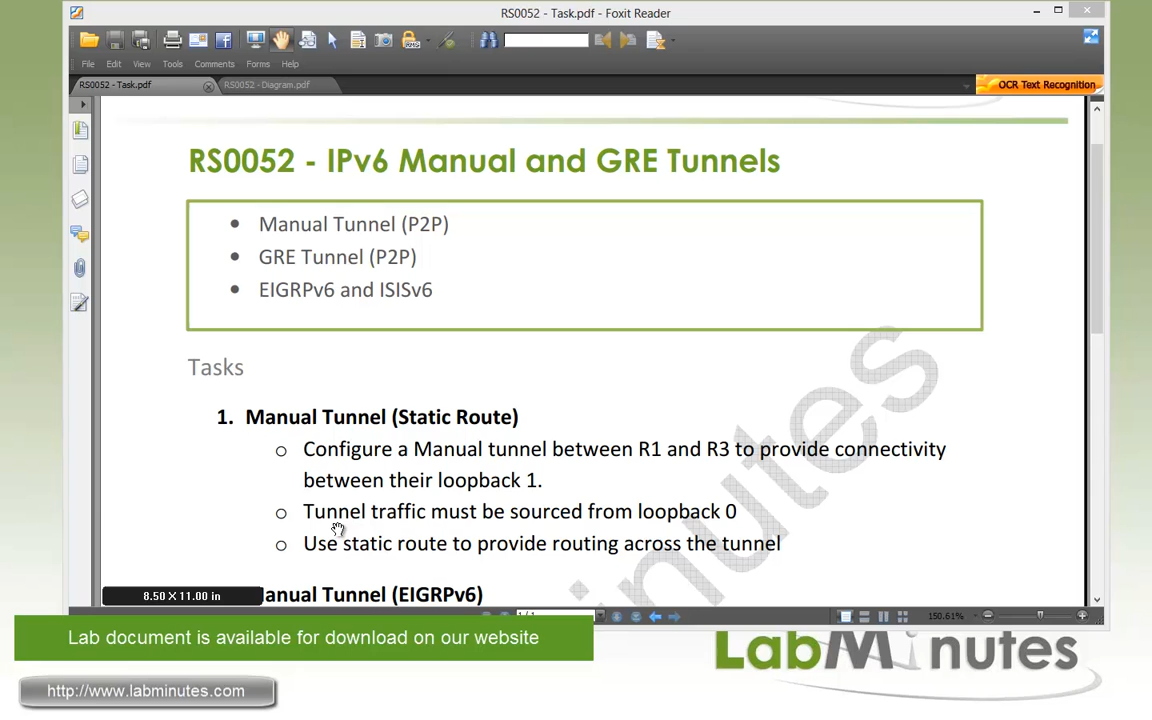 RS0052 - Task.pdf - Foxit Reader
File Edit View Tools Comments Forms Help
RS0052 - Task.pdf
RS0052 - Diagram.pdf
OCR Text Recognition
RS0052 - IPv6 Manual and GRE Tunnels
• Manual Tunnel (P2P)
• GRE Tunnel (P2P)
• EIGRPv6 and ISISv6
Tasks
1. Manual Tunnel (Static Route)
o Configure a Manual tunnel between R1 and R3 to provide connectivity
between their loopback 1.
o Tunnel traffic must be sourced from loopback 0
o Use static route to provide routing across the tunnel
anual Tunnel (EIGRPv6)
8.50 X 11.00 in
150.61%
Lab document is available for download on our website
LabMinutes
http://www.labminutes.com
inutes